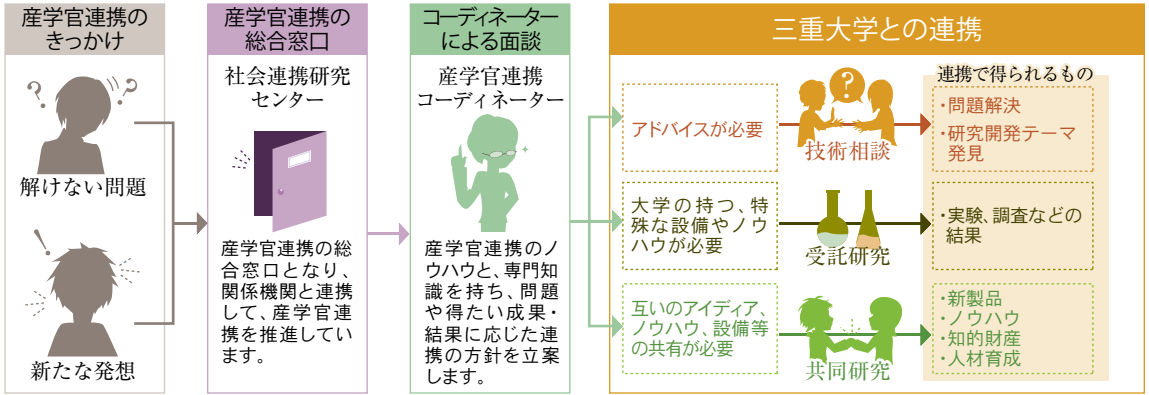 産学官連携の
きっかけ
解けない問題
新たな発想
産学官連携の
総合窓口
社会連携研究
センター
産学官連携の総
合窓口となり、
関係機関と連携
して、産学官連
携を推進してい
ます。
コーディネーター
による面談
産学官連携
コーディネーター
産学官連携のノ
ウハウと、専門知
識を持ち、問題
や得たい成果・
結果に応じた連
携の方針を立案
します。
三重大学との連携
アドバイスが必要
?
技術相談
連携で得られるもの
・問題解決
・研究開発テーマ
発見
大学の持つ、特
殊な設備やノウ
ハウが必要
受託研究
・実験、調査などの
結果
互いのアイディア、
ノウハウ、設備等
の共有が必要
共同研究
・新製品
・ノウハウ
・知的財産
・人材育成